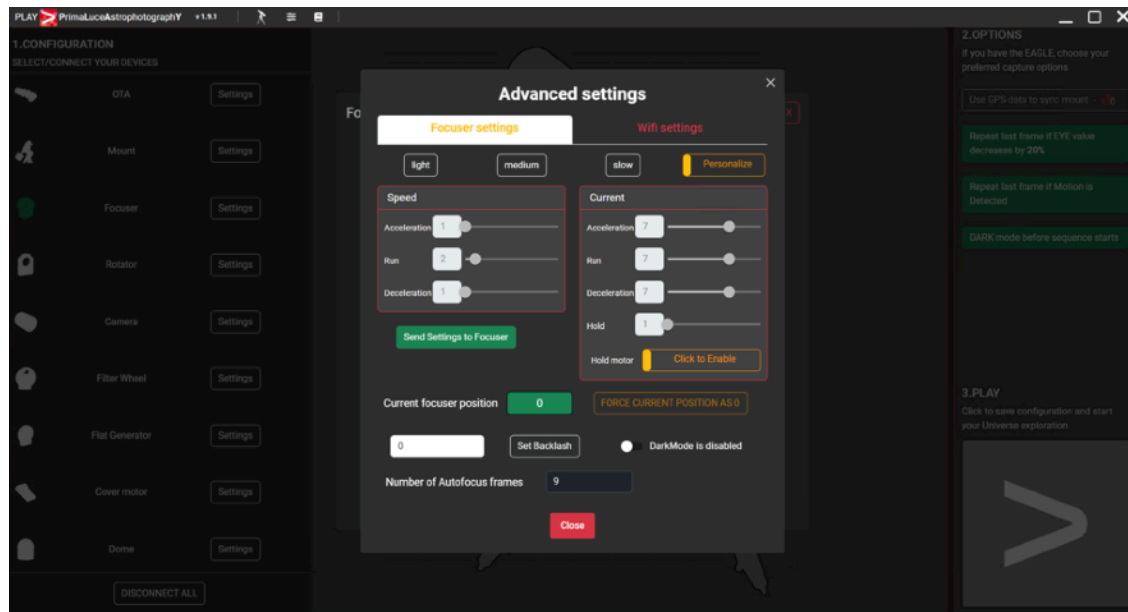 PLAY PrimaLuceAstrophotographY v1.9.1
1.CONFIGURATION
SELECT/CONNECT YOUR DEVICES
OTA Settings
Mount Settings
Focuser Settings
Rotator Settings
Camera Settings
Filter Wheel Settings
Flat Generator Settings
Cover motor Settings
Dome Settings
DISCONNECT ALL
Fo
X
Advanced settings
Focuser settings Wifi settings
light medium slow Personalize
Speed
Acceleration 1
Run 2
Deceleration 1
Send Settings to Focuser
Current
Acceleration 7
Run 7
Deceleration 7
Hold 1
Hold motor Click to Enable
Current focuser position 0 FORCE CURRENT POSITION AS 0
0 Set Backlash DarkMode is disabled
Number of Autofocus frames 9
Close
2.OPTIONS
If you have the EAGLE, choose your
preferred capture options
Use GPS data to sync mount -
Repeat last frame if EYE value
decreases by 20%
Repeat last frame if Motion is
Detected
DARK mode before sequence starts
3.PLAY
Click to save configuration and start
your Universe exploration